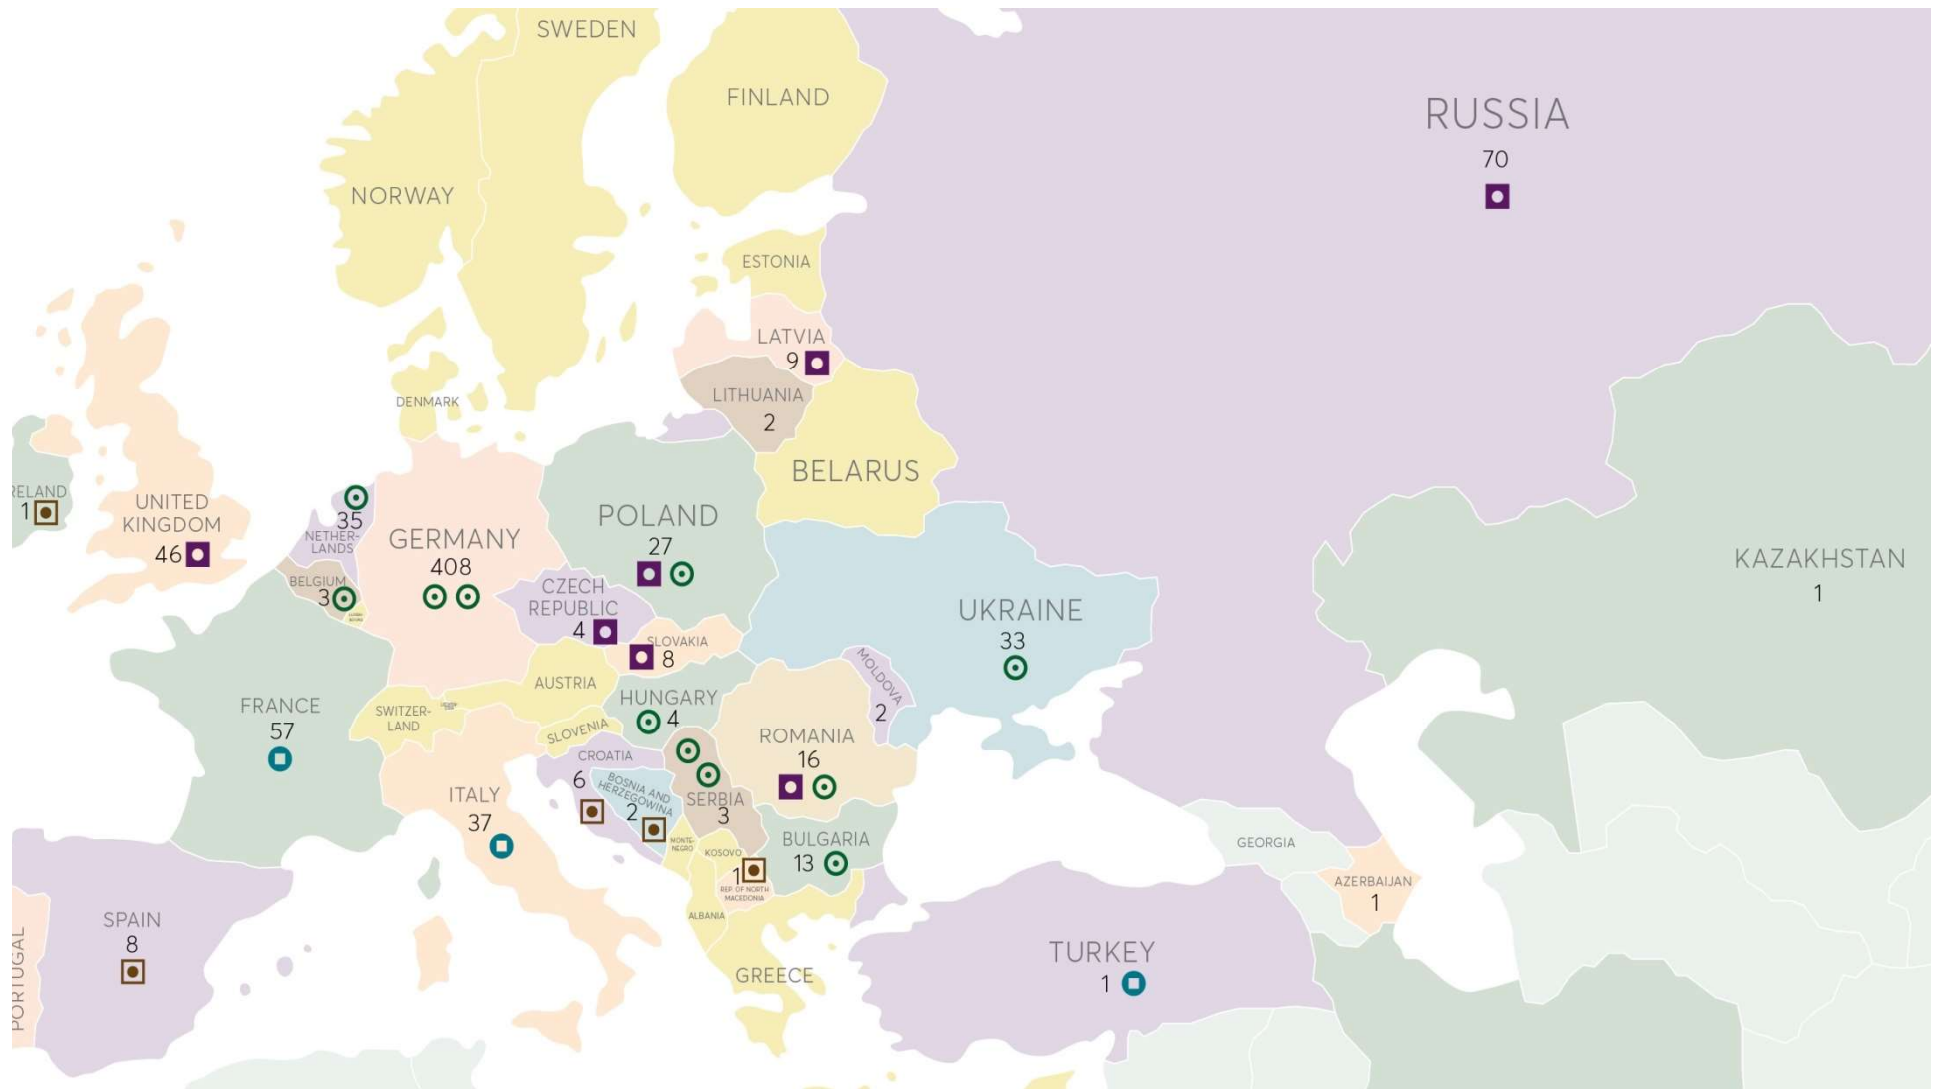 SWEDEN
FINLAND
RUSSIA
70
NORWAY
ESTONIA
LATVIA
9
LITHUANIA
2
DENMARK
BELARUS
RELAND
1
UNITED
KINGDOM
46
35
NETHER-
LANDS
GERMANY
408
POLAND
27
KAZAKHSTAN
1
BELGIUM
3
CZECH
REPUBLIC
4
UKRAINE
33
SLOVAKIA
8
MOLDOVA
2
AUSTRIA
HUNGARY
4
FRANCE
57
SWITZER-
LAND
SLOVENIA
ROMANIA
16
CROATIA
6
BOSNIA AND
HERZEGOWINA
2
ITALY
37
SERBIA
3
MONTE-
NEGRO
KOSOVO
BULGARIA
13
GEORGIA
1
REP. OF NORTH
MACEDONIA
AZERBAIJAN
1
ALBANIA
SPAIN
8
PORTUGAL
GREECE
TURKEY
1